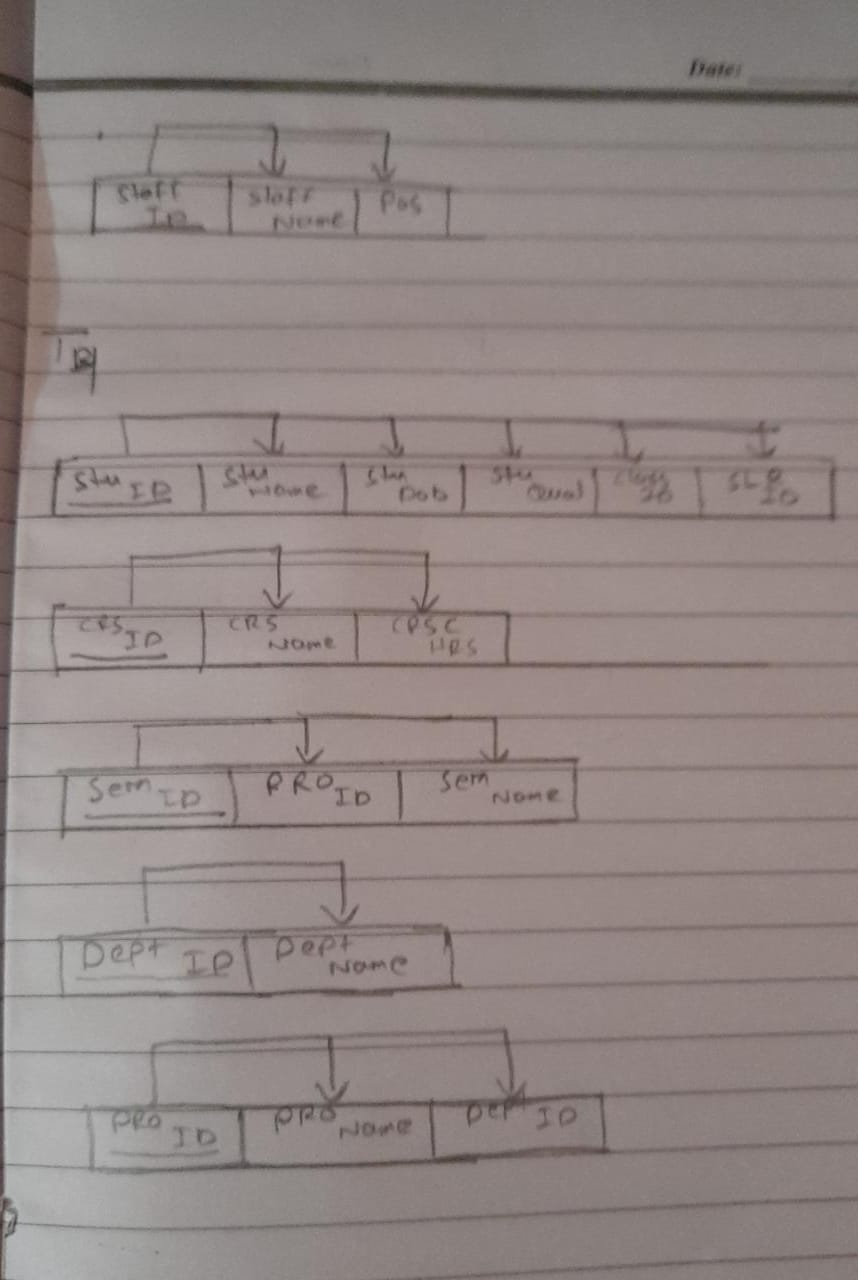 Date:
Staff ID Staff Name Pos
Stu ID Stu Name Stu Dob Stu Qual Class ID SLP ID
CRS ID CRS Name CRSC HRS
Sem ID PRO ID Sem Name
Dept ID Dept Name
PRO ID PRO Name Dept ID